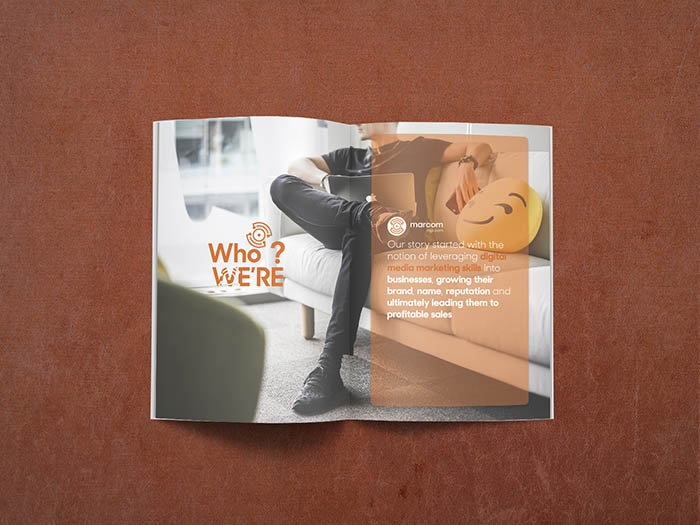 Who ?
WE'RE
marcom
Our story started with the
notion of leveraging digital
media marketing skills into
businesses, growing their
brand, name, reputation and
ultimately leading them to
profitable sales